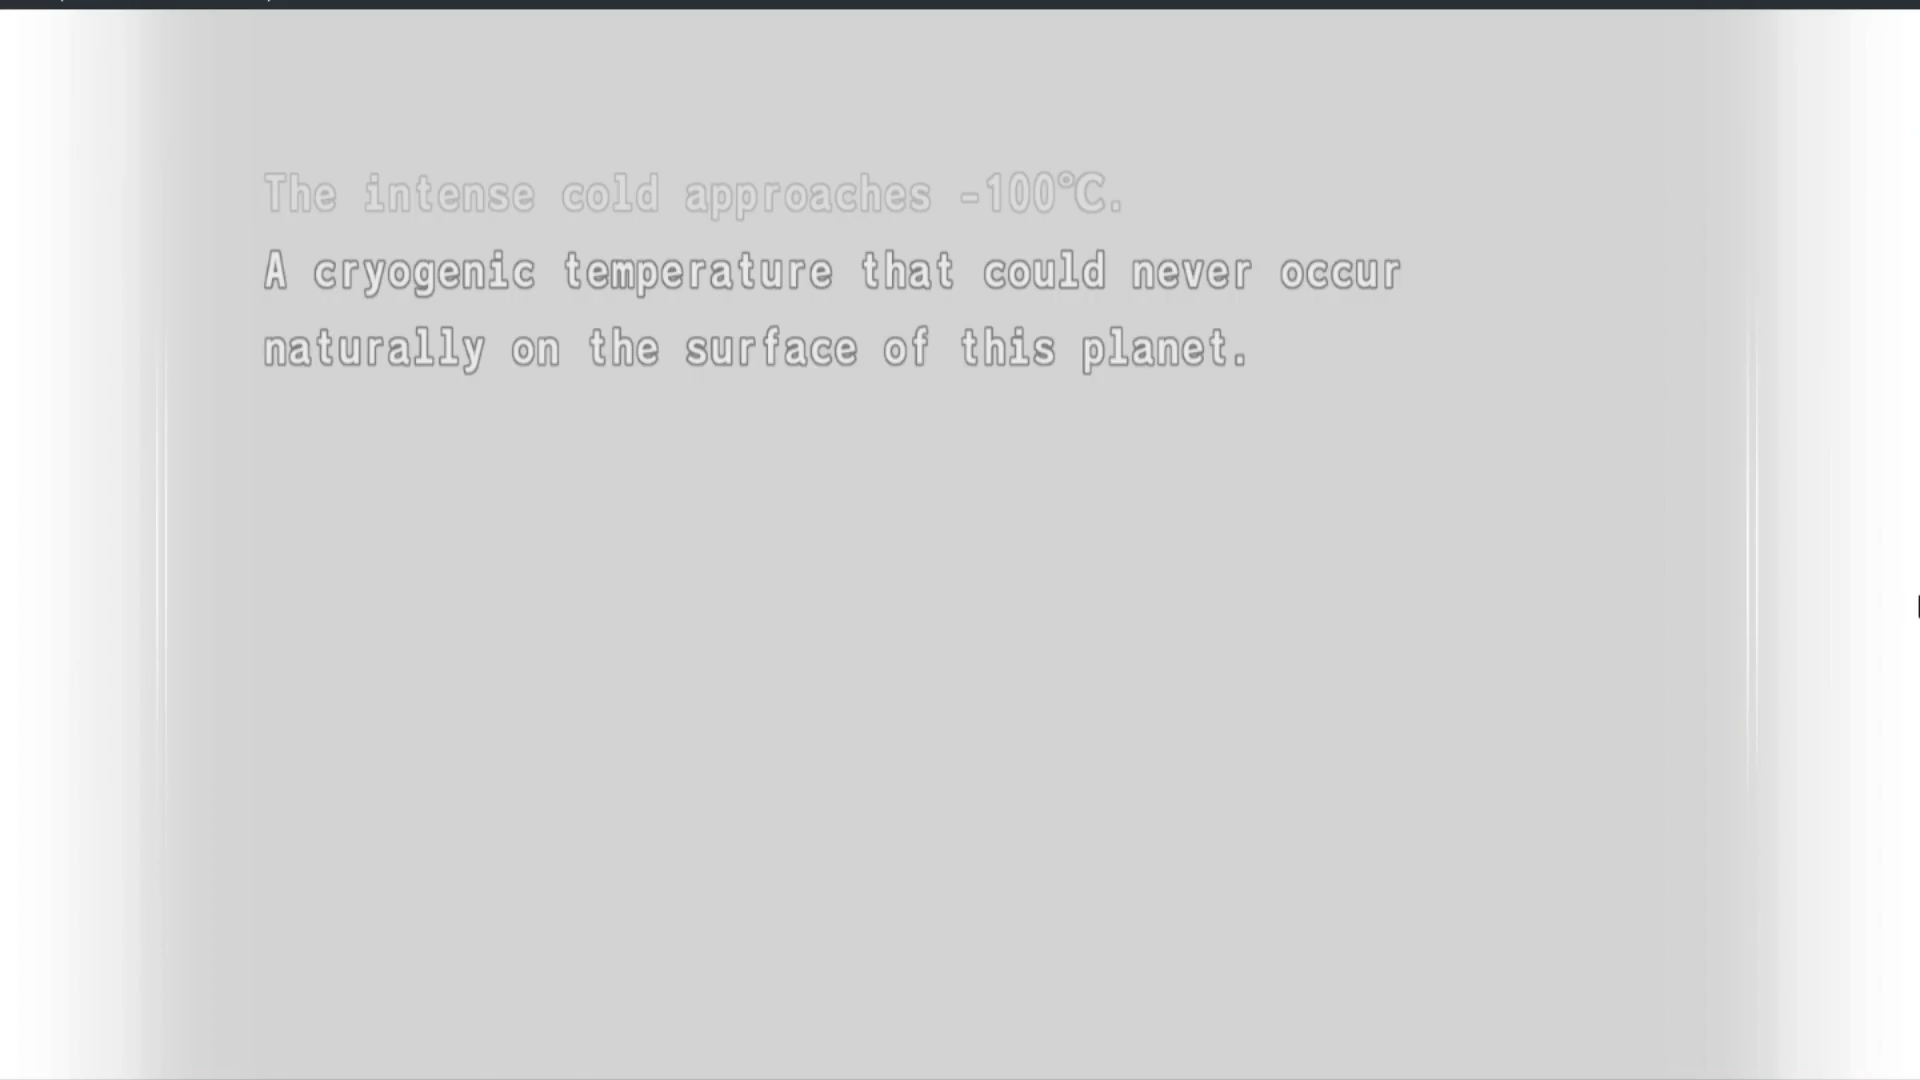 The intense cold approaches -100℃.
A cryogenic temperature that could never occur
naturally on the surface of this planet.